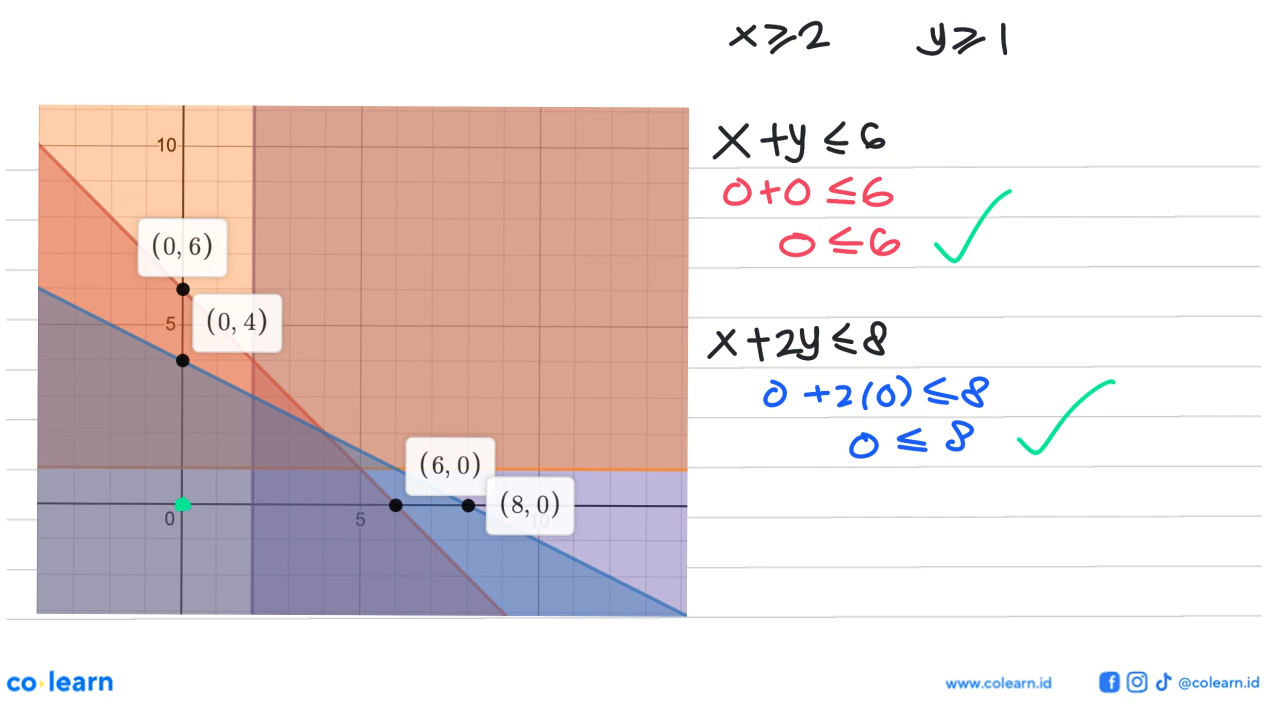 x ⩾ 2 y ⩾ 1
x + y ≤ 6
0 + 0 ≤ 6
0 ≤ 6
x + 2y ≤ 8
0 + 2(0) ≤ 8
0 ≤ 8
10
(0, 6)
5
(0, 4)
(6, 0)
(8, 0)
0
5
10
co learn
www.colearn.id
@colearn.id